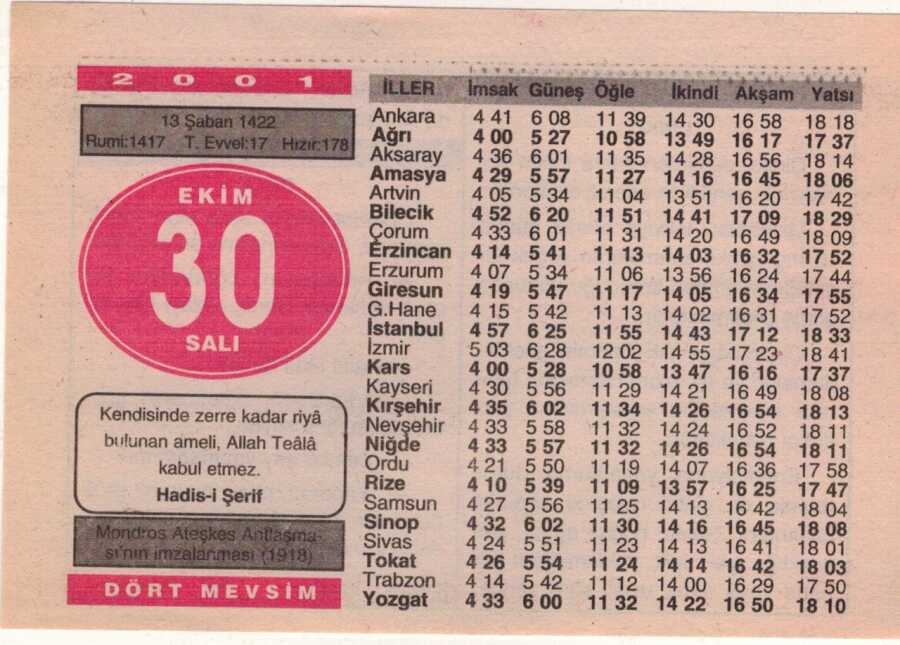 2 0 0 1
13 Şaban 1422
Rumi:1417 T. Evvel:17 Hızır:178
EKİM
30
SALI
Kendisinde zerre kadar riyâ
bulunan ameli, Allah Teâlâ
kabul etmez.
Hadis-i Şerif
Mondros Ateşkes Antlaşma-
sı'nın imzalanması (1918)
DÖRT MEVSİM
İLLER İmsak Güneş Öğle İkindi Akşam Yatsı
Ankara 4 41 6 08 11 39 14 30 16 58 18 18
Ağrı 4 00 5 27 10 58 13 49 16 17 17 37
Aksaray 4 36 6 01 11 35 14 28 16 56 18 14
Amasya 4 29 5 57 11 27 14 16 16 45 18 06
Artvin 4 05 5 34 11 04 13 51 16 20 17 42
Bilecik 4 52 6 20 11 51 14 41 17 09 18 29
Çorum 4 33 6 01 11 31 14 20 16 49 18 09
Erzincan 4 14 5 41 11 13 14 03 16 32 17 52
Erzurum 4 07 5 34 11 06 13 56 16 24 17 44
Giresun 4 19 5 47 11 17 14 05 16 34 17 55
G.Hane 4 15 5 42 11 13 14 02 16 31 17 52
İstanbul 4 57 6 25 11 55 14 43 17 12 18 33
İzmir 5 03 6 28 12 02 14 55 17 23 18 41
Kars 4 00 5 28 10 58 13 47 16 16 17 37
Kayseri 4 30 5 56 11 29 14 21 16 49 18 08
Kırşehir 4 35 6 02 11 34 14 26 16 54 18 13
Nevşehir 4 33 5 58 11 32 14 24 16 52 18 11
Niğde 4 33 5 57 11 32 14 26 16 54 18 11
Ordu 4 21 5 50 11 19 14 07 16 36 17 58
Rize 4 10 5 39 11 09 13 57 16 25 17 47
Samsun 4 27 5 56 11 25 14 13 16 42 18 04
Sinop 4 32 6 02 11 30 14 16 16 45 18 08
Sivas 4 24 5 51 11 23 14 13 16 41 18 01
Tokat 4 26 5 54 11 24 14 14 16 42 18 03
Trabzon 4 14 5 42 11 12 14 00 16 29 17 50
Yozgat 4 33 6 00 11 32 14 22 16 50 18 10